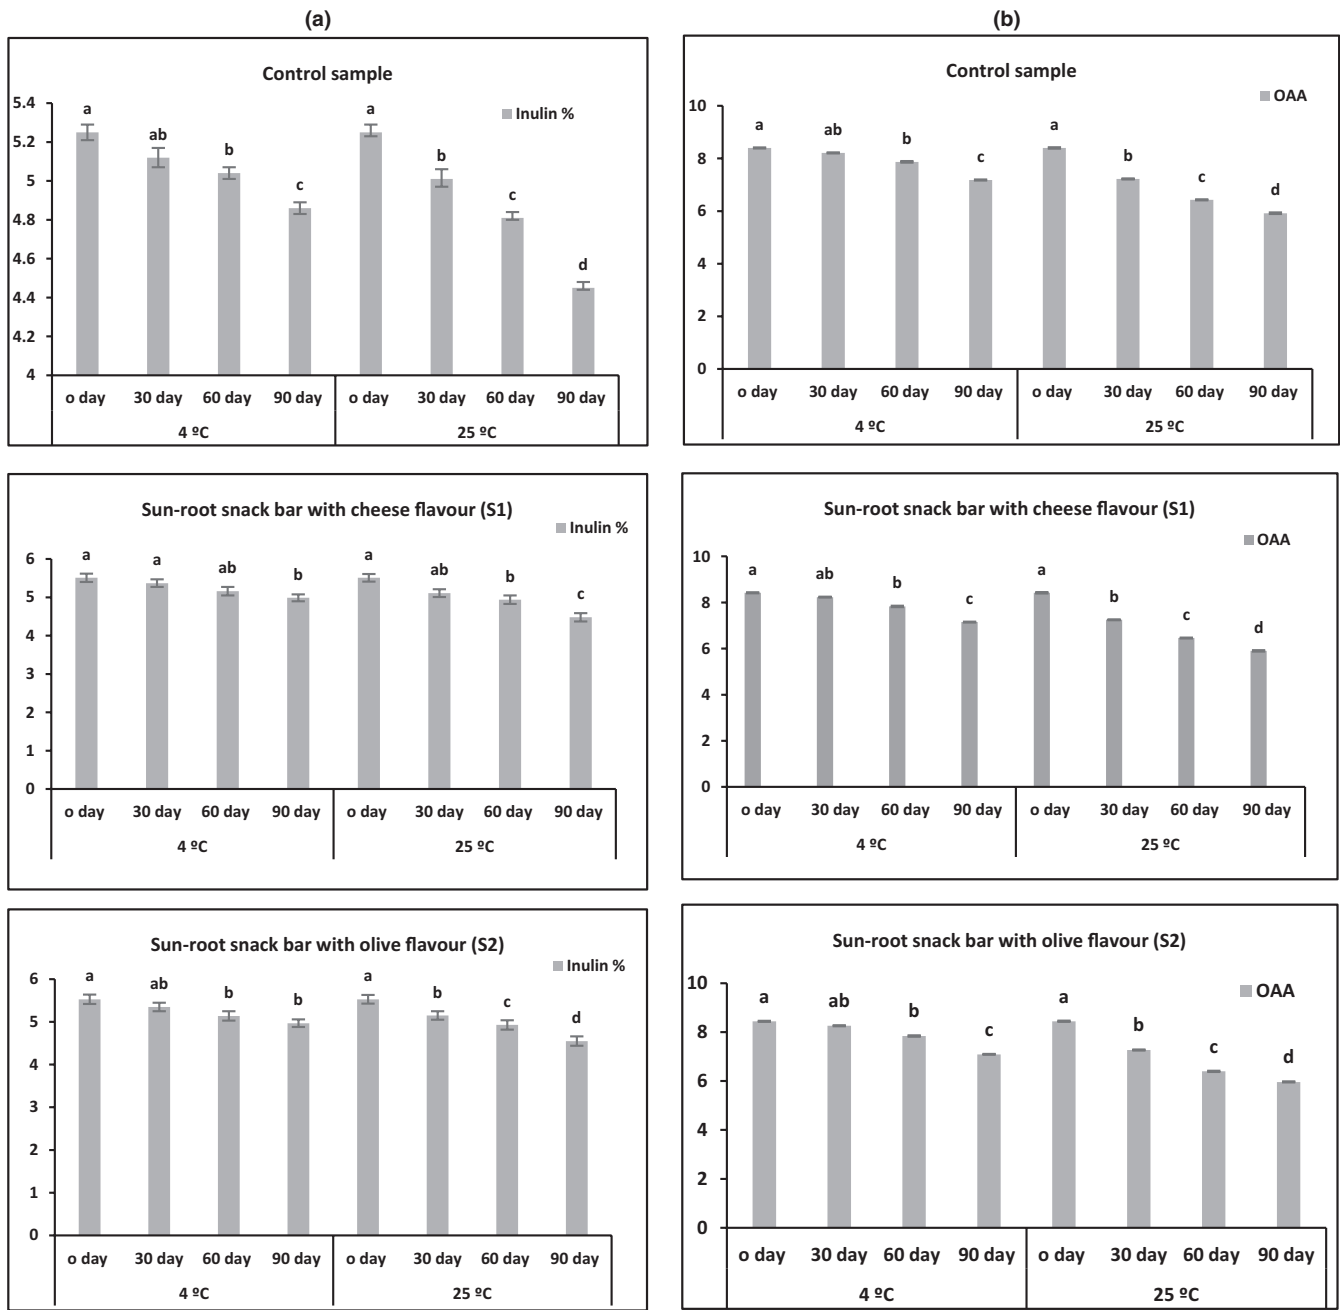 (a)
Control sample
Inulin %
5.4
5.2
5
4.8
4.6
4.4
4.2
4
a
ab
b
c
a
b
c
d
o day 30 day 60 day 90 day o day 30 day 60 day 90 day
4 ºC 25 ºC
Sun-root snack bar with cheese flavour (S1)
Inulin %
6
5
4
3
2
1
0
a
a
ab
b
a
ab
b
c
o day 30 day 60 day 90 day o day 30 day 60 day 90 day
4 ºC 25 ºC
Sun-root snack bar with olive flavour (S2)
Inulin %
6
5
4
3
2
1
0
a
ab
b
b
a
b
c
d
o day 30 day 60 day 90 day o day 30 day 60 day 90 day
4 ºC 25 ºC
(b)
Control sample
OAA
10
8
6
4
2
0
a
ab
b
c
a
b
c
d
o day 30 day 60 day 90 day o day 30 day 60 day 90 day
4 ºC 25 ºC
Sun-root snack bar with cheese flavour (S1)
OAA
10
8
6
4
2
0
a
ab
b
c
a
b
c
d
o day 30 day 60 day 90 day o day 30 day 60 day 90 day
4 ºC 25 ºC
Sun-root snack bar with olive flavour (S2)
OAA
10
8
6
4
2
0
a
ab
b
c
a
b
c
d
o day 30 day 60 day 90 day o day 30 day 60 day 90 day
4 ºC 25 ºC